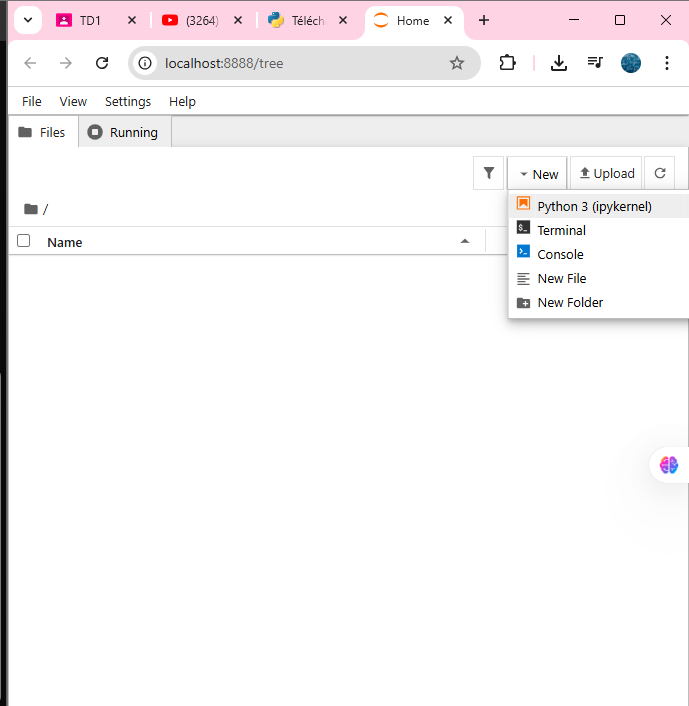 TD1 (3264) Téléch Home
localhost:8888/tree
File View Settings Help
Files Running
New Upload
/
Python 3 (ipykernel)
Name
Terminal
Console
New File
New Folder